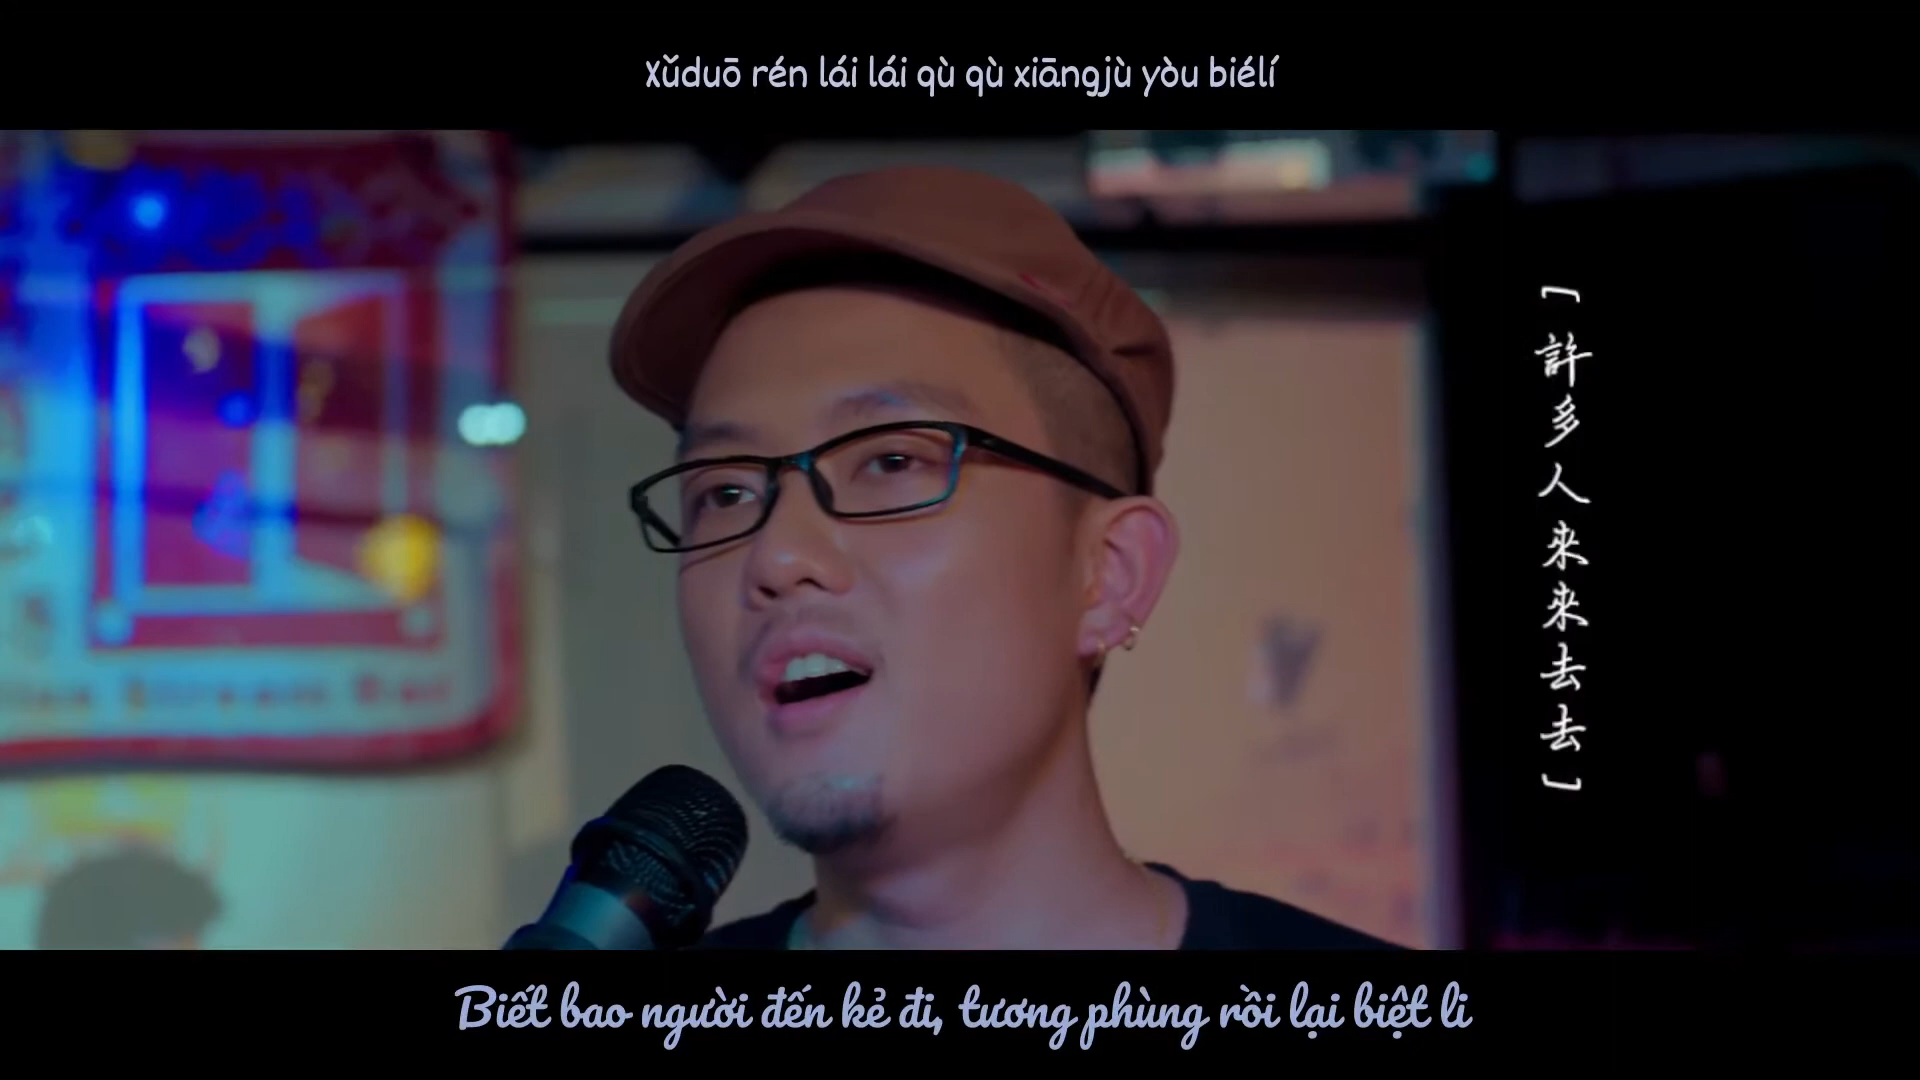 Xǔduō rén lái lái qù qù xiāngjù yòu biélí
﹝許多人來來去去﹞
Biết bao người đến kẻ đi, tương phùng rồi lại biệt li